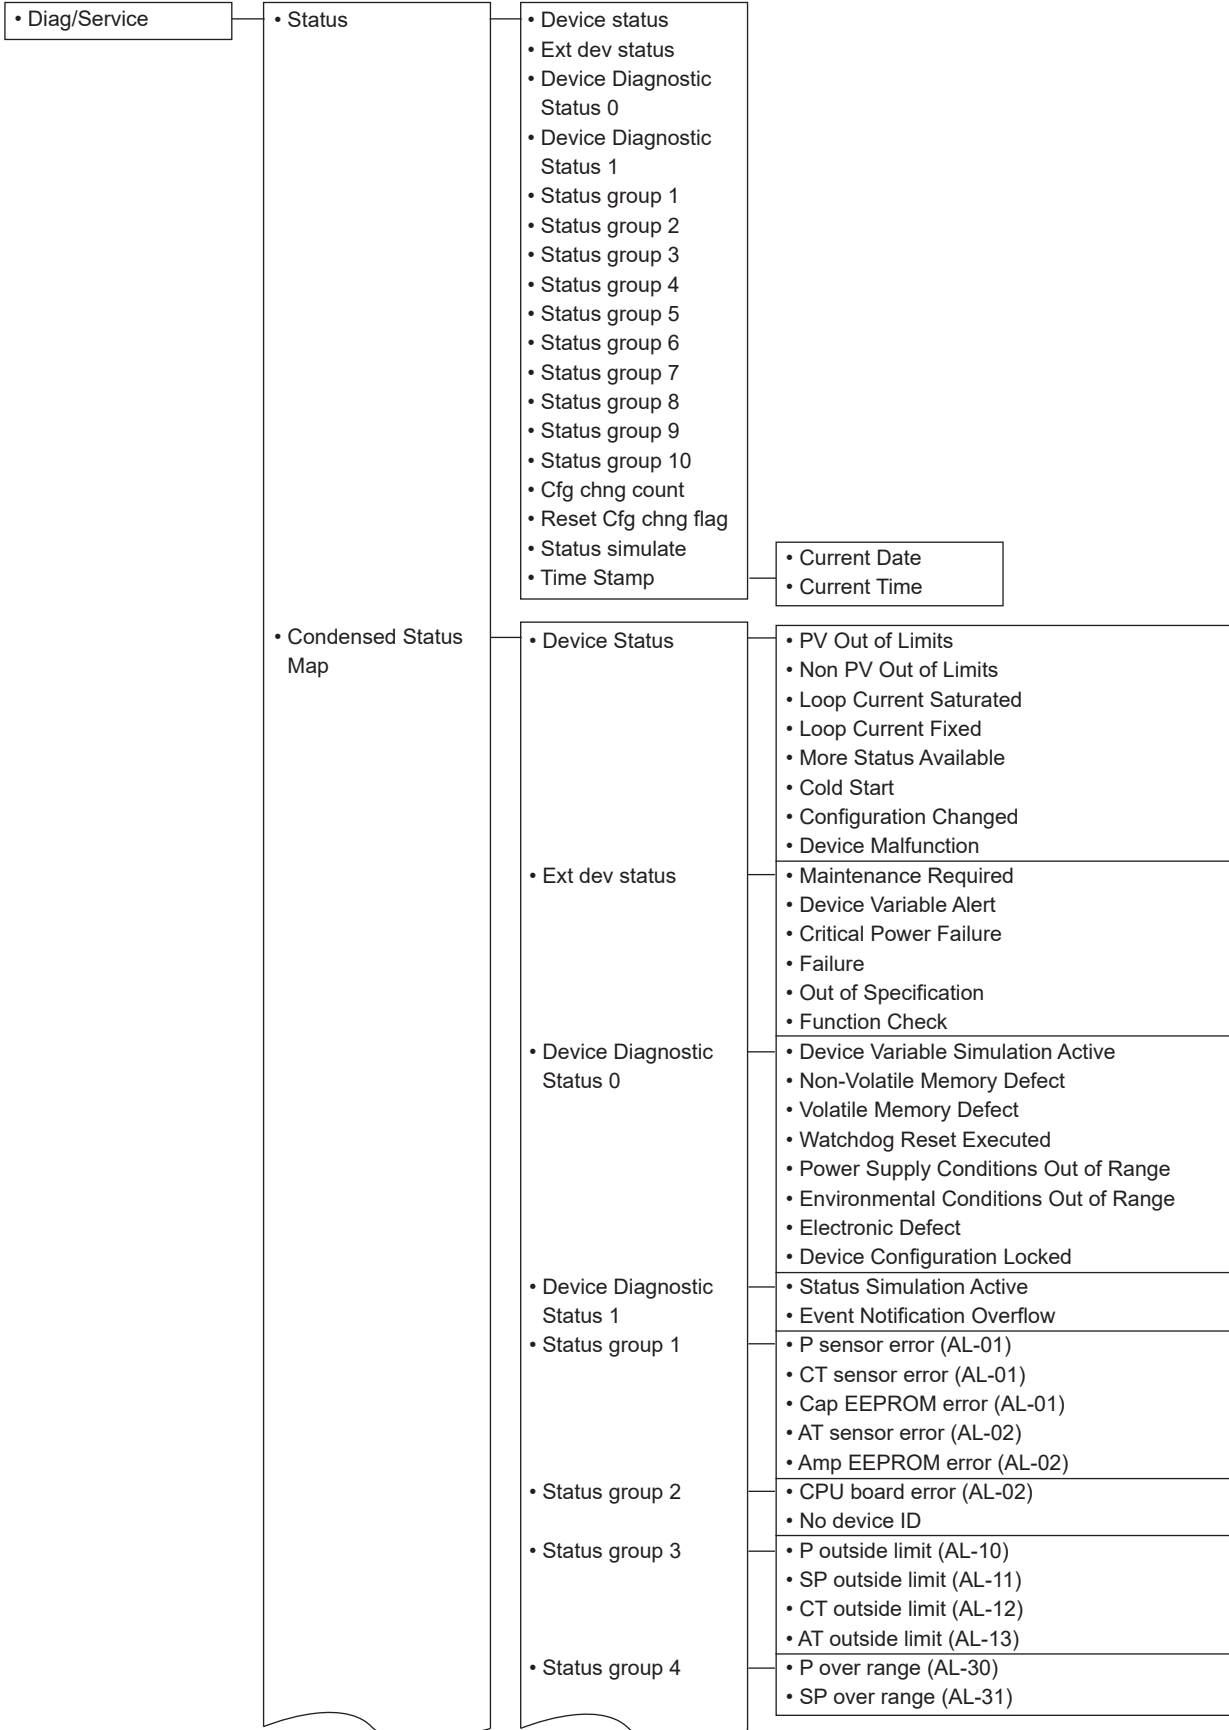 • Diag/Service
• Status
• Device status
• Ext dev status
• Device Diagnostic
Status 0
• Device Diagnostic
Status 1
• Status group 1
• Status group 2
• Status group 3
• Status group 4
• Status group 5
• Status group 6
• Status group 7
• Status group 8
• Status group 9
• Status group 10
• Cfg chng count
• Reset Cfg chng flag
• Status simulate
• Time Stamp
• Current Date
• Current Time
• Condensed Status
Map
• Device Status
• PV Out of Limits
• Non PV Out of Limits
• Loop Current Saturated
• Loop Current Fixed
• More Status Available
• Cold Start
• Configuration Changed
• Device Malfunction
• Ext dev status
• Maintenance Required
• Device Variable Alert
• Critical Power Failure
• Failure
• Out of Specification
• Function Check
• Device Diagnostic
Status 0
• Device Variable Simulation Active
• Non-Volatile Memory Defect
• Volatile Memory Defect
• Watchdog Reset Executed
• Power Supply Conditions Out of Range
• Environmental Conditions Out of Range
• Electronic Defect
• Device Configuration Locked
• Device Diagnostic
Status 1
• Status Simulation Active
• Event Notification Overflow
• Status group 1
• P sensor error (AL-01)
• CT sensor error (AL-01)
• Cap EEPROM error (AL-01)
• AT sensor error (AL-02)
• Amp EEPROM error (AL-02)
• Status group 2
• CPU board error (AL-02)
• No device ID
• Status group 3
• P outside limit (AL-10)
• SP outside limit (AL-11)
• CT outside limit (AL-12)
• AT outside limit (AL-13)
• Status group 4
• P over range (AL-30)
• SP over range (AL-31)